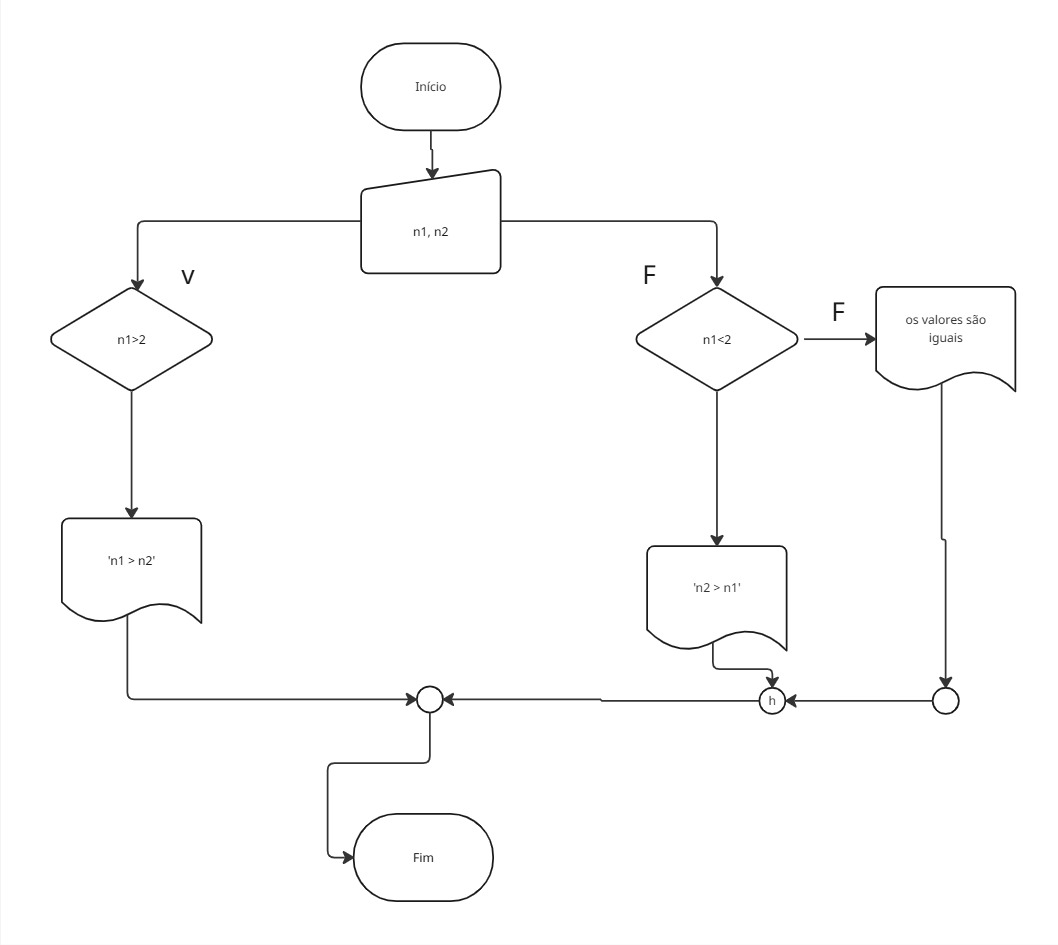 Início
n1, n2
v
F
n1>2
n1<2
F
os valores são
iguais
'n1 > n2'
'n2 > n1'
h
Fim